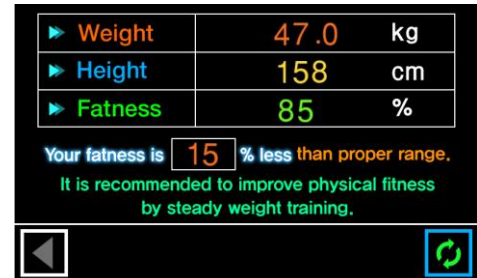 Weight 47.0 kg
Height 158 cm
Fatness 85 %
Your fatness is 15 % less than proper range.
It is recommended to improve physical fitness
by steady weight training.